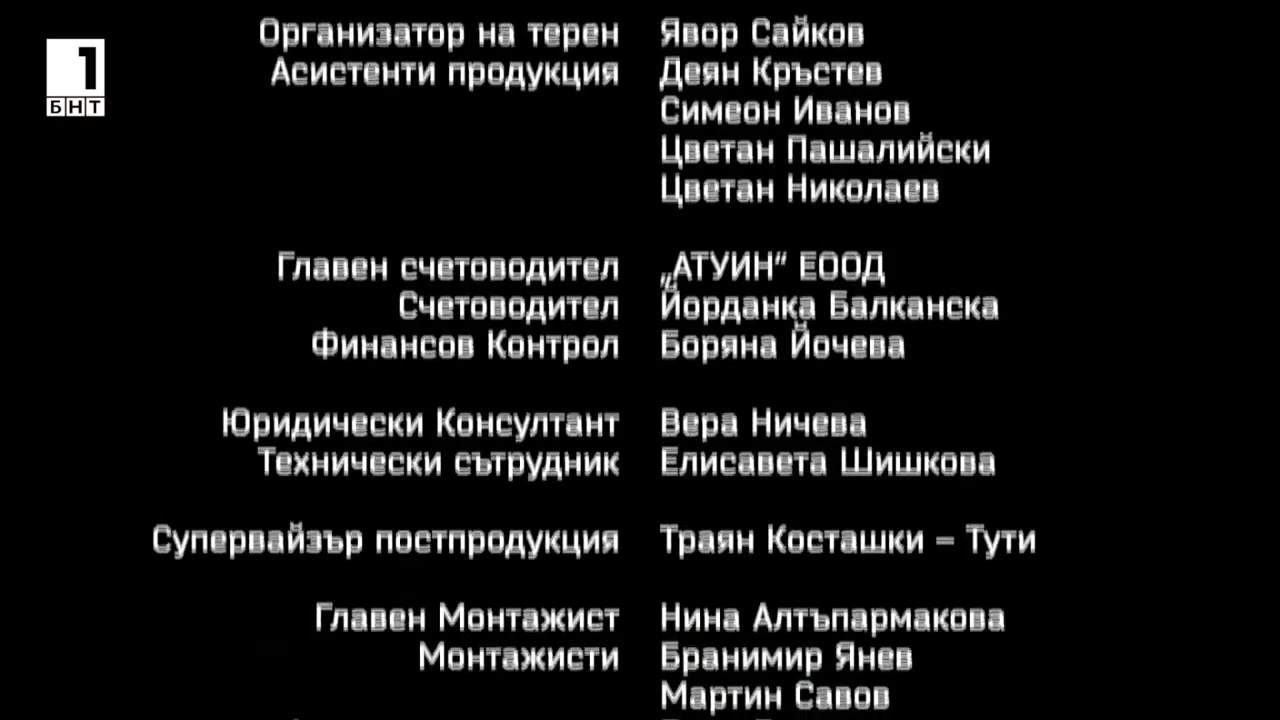 1
БНТ
Организатор на терен Явор Сайков
Асистенти продукция Деян Кръстев
Симеон Иванов
Цветан Пашалийски
Цветан Николаев
Главен счетоводител „АТУИН“ ЕООД
Счетоводител Йорданка Балканска
Финансов Контрол Боряна Йочева
Юридически Консултант Вера Ничева
Технически сътрудник Елисавета Шишкова
Супервайзър постпродукция Траян Косташки – Тути
Главен Монтажист Нина Алтъпармакова
Монтажисти Бранимир Янев
Мартин Савов